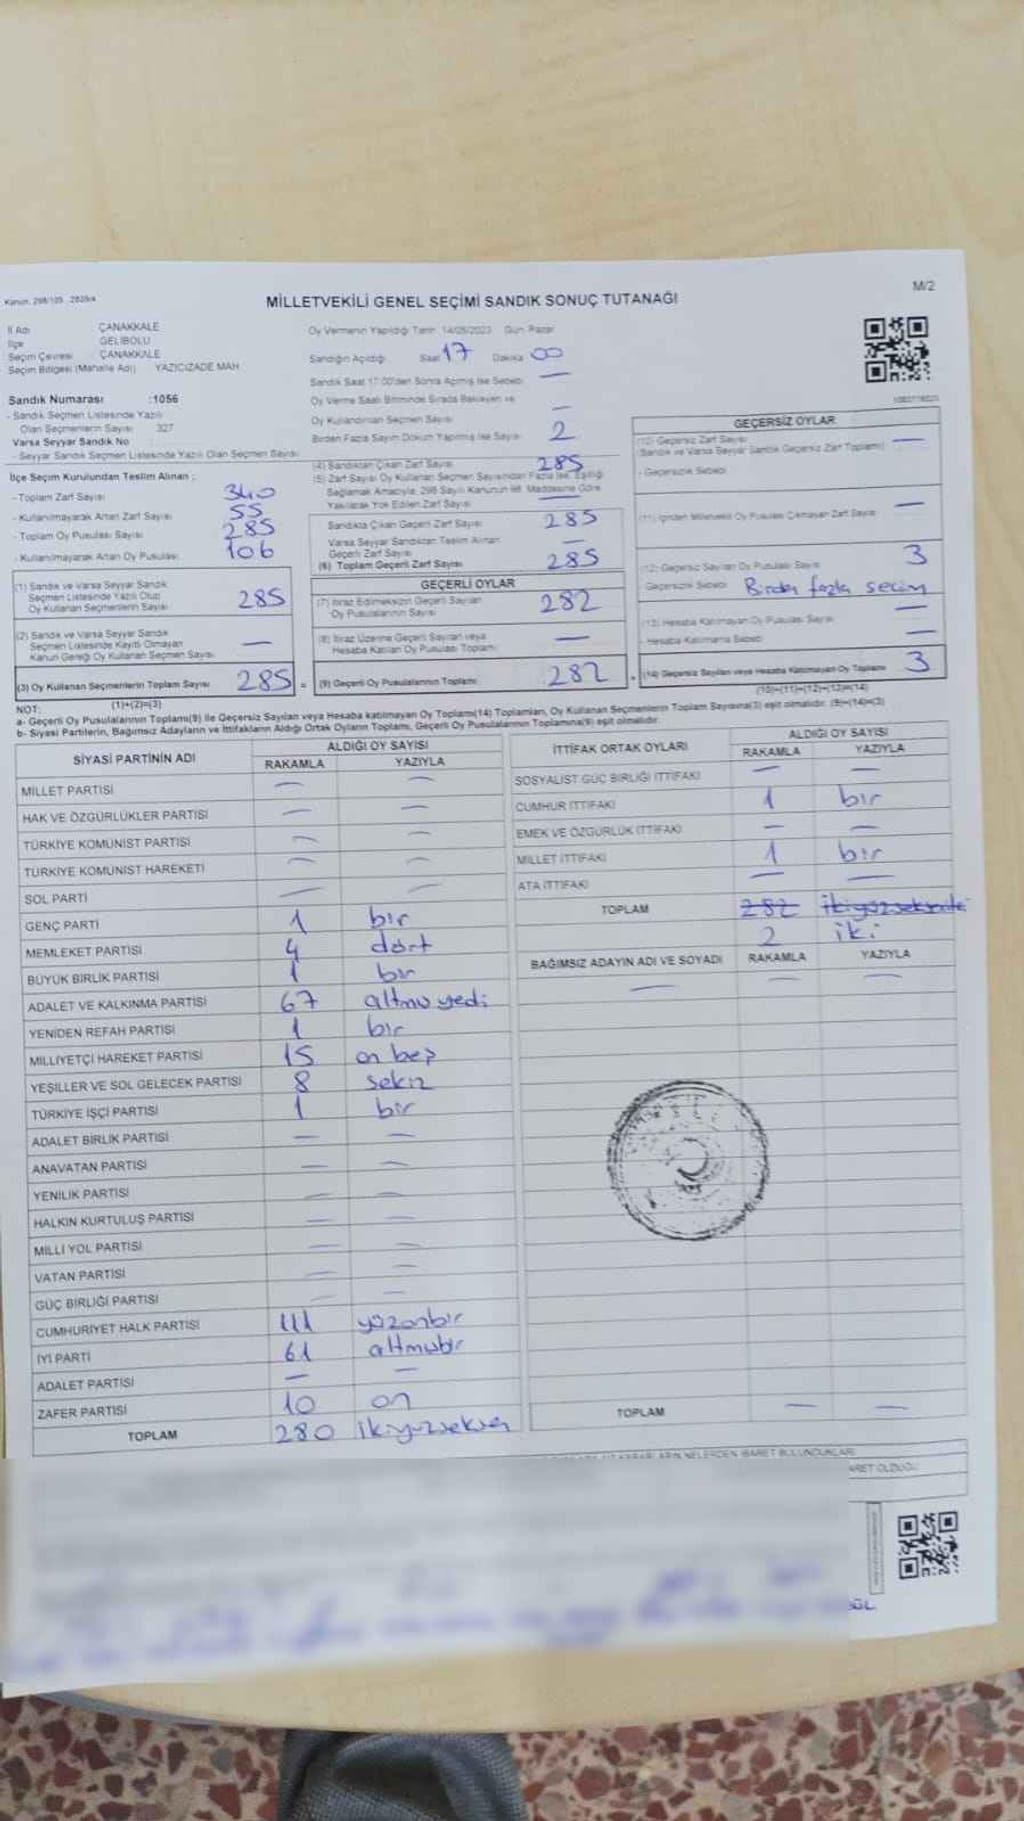 Kanun, 298/105 , 2839/4
M/2
MİLLETVEKİLİ GENEL SEÇİMİ SANDIK SONUÇ TUTANAĞI
İl Adı ÇANAKKALE
İlçe GELİBOLU
Seçim Çevresi ÇANAKKALE
Seçim Bölgesi (Mahalle Adı) YAZICIZADE MAH
Sandık Numarası :1056
- Sandık Seçmen Listesinde Yazılı
Olan Seçmenlerin Sayısı 327
Varsa Seyyar Sandık No
- Seyyar Sandık Seçmen Listesinde Yazılı Olan Seçmen Sayısı
Oy Vermenin Yapıldığı Tarih 14/05/2023 Gün Pazar
Sandığın Açıldığı Saat 17 Dakika 00
Sandık Saat 17:00'den Sonra Açılmış İse Sebebi —
Oy Verme Saati Bitiminde Sırada Bekleyen ve
Oy Kullandırılan Seçmen Sayısı —
Birden Fazla Sayım Döküm Yapılmış İse Sayısı 2
(4) Sandıktan Çıkan Zarf Sayısı 285
(5) Zarf Sayısı Oy Kullanan Seçmen Sayısından Fazla İse, Eşitliği
Sağlamak Amacıyla, 298 Sayılı Kanunun 98. Maddesine Göre
Yakılarak Yok Edilen Zarf Sayısı —
Sandıkta Çıkan Geçerli Zarf Sayısı 285
Varsa Seyyar Sandıktan Teslim Alınan
Geçerli Zarf Sayısı —
(6) Toplam Geçerli Zarf Sayısı 285
İlçe Seçim Kurulundan Teslim Alınan ;
- Toplam Zarf Sayısı 340
- Kullanılmayarak Artan Zarf Sayısı 55
- Toplam Oy Pusulası Sayısı 285
- Kullanılmayarak Artan Oy Pusulası 106
(1) Sandık ve Varsa Seyyar Sandık
Seçmen Listesinde Yazılı Olup
Oy Kullanan Seçmenlerin Sayısı 285
(2) Sandık ve Varsa Seyyar Sandık
Seçmen Listesinde Kayıtlı Olmayan
Kanun Gereği Oy Kullanan Seçmen Sayısı —
(3) Oy Kullanan Seçmenlerin Toplam Sayısı 285 =
(1)+(2)=(3)
GEÇERLİ OYLAR
(7) İtiraz Edilmeksizin Geçerli Sayılan
Oy Pusulalarının Sayısı 282
(8) İtiraz Üzerine Geçerli Sayılan veya
Hesaba Katılan Oy Pusulası Toplamı —
(9) Geçerli Oy Pusulalarının Toplamı 282 +
GEÇERSİZ OYLAR
(10) Geçersiz Zarf Sayısı
(Sandık ve Varsa Seyyar Sandık Geçersiz Zarf Toplamı) —
- Geçersizlik Sebebi
(11) İçinden Milletvekili Oy Pusulası Çıkmayan Zarf Sayısı —
(12) Geçersiz Sayılan Oy Pusulası Sayısı 3
Geçersizlik Sebebi Birden fazla seçim
(13) Hesaba Katılmayan Oy Pusulası Sayısı —
- Hesaba Katılmama Sebebi —
(14) Geçersiz Sayılan veya Hesaba Katılmayan Oy Toplamı 3
(10)+(11)+(12)+(13)=(14)
NOT:
a- Geçerli Oy Pusulaları Toplamı(9) ile Geçersiz Sayılan veya Hesaba katılmayan Oy Toplamı(14) Toplamları, Oy Kullanan Seçmenlerin Toplam Sayısına(3) eşit olmalıdır. (9)+(14)=(3)
b- Siyasi Partilerin, Bağımsız Adayların ve İttifakların Aldığı Ortak Oyların Toplamı, Geçerli Oy Pusulalarının Toplamına(9) eşit olmalıdır.
SİYASİ PARTİNİN ADI ALDIĞI OY SAYISI
RAKAMLA YAZIYLA
MİLLET PARTİSİ — —
HAK VE ÖZGÜRLÜKLER PARTİSİ — —
TÜRKİYE KOMÜNİST PARTİSİ — —
TÜRKİYE KOMÜNİST HAREKETİ — —
SOL PARTİ — —
GENÇ PARTİ 1 bir
MEMLEKET PARTİSİ 4 dört
BÜYÜK BİRLİK PARTİSİ 1 bir
ADALET VE KALKINMA PARTİSİ 67 altmış yedi
YENİDEN REFAH PARTİSİ 1 bir
MİLLİYETÇİ HAREKET PARTİSİ 15 on beş
YEŞİLLER VE SOL GELECEK PARTİSİ 8 sekiz
TÜRKİYE İŞÇİ PARTİSİ 1 bir
ADALET BİRLİK PARTİSİ — —
ANAVATAN PARTİSİ — —
YENİLİK PARTİSİ — —
HALKIN KURTULUŞ PARTİSİ — —
MİLLİ YOL PARTİSİ — —
VATAN PARTİSİ — —
GÜÇ BİRLİĞİ PARTİSİ — —
CUMHURİYET HALK PARTİSİ 111 yüzonbir
İYİ PARTİ 61 altmışbir
ADALET PARTİSİ — —
ZAFER PARTİSİ 10 on
TOPLAM 280 ikiyüzseksen
İTTİFAK ORTAK OYLARI ALDIĞI OY SAYISI
RAKAMLA YAZIYLA
SOSYALİST GÜÇ BİRLİĞİ İTTİFAKI — —
CUMHUR İTTİFAKI 1 bir
EMEK VE ÖZGÜRLÜK İTTİFAKI — —
MİLLET İTTİFAKI 1 bir
ATA İTTİFAKI — —
TOPLAM 282 ikiyüzsekseniki
2 iki
BAĞIMSIZ ADAYIN ADI VE SOYADI RAKAMLA YAZIYLA
— — —
TOPLAM — —
NELERDEN İBARET BULUNDUKLARI